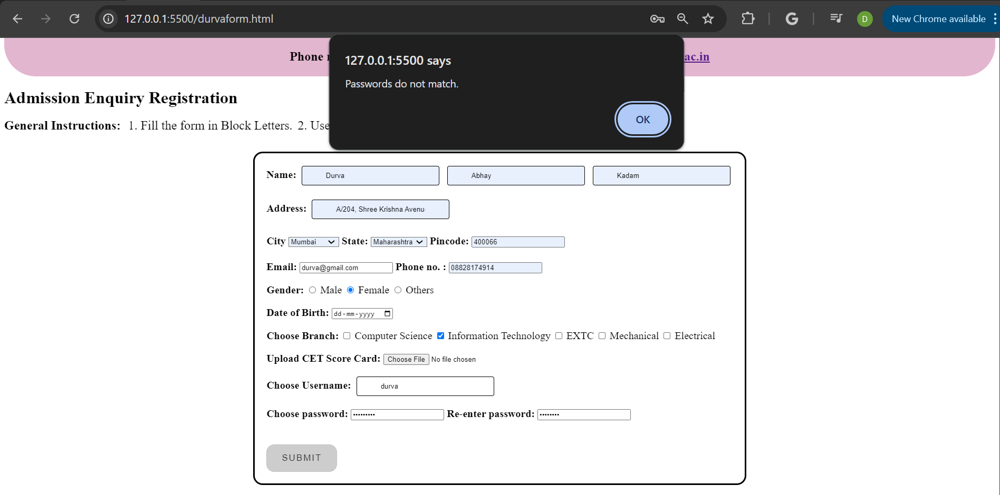 127.0.0.1:5500/durvaform.html
D
New Chrome available
127.0.0.1:5500 says
Passwords do not match.
OK
Phone
ac.in
Admission Enquiry Registration
General Instructions: 1. Fill the form in Block Letters. 2. Use
Name: Durva Abhay Kadam
Address: A/204, Shree Krishna Avenu
City Mumbai State: Maharashtra Pincode: 400066
Email: durva@gmail.com Phone no. : 08828174914
Gender: Male Female Others
Date of Birth: dd-mm-yyyy
Choose Branch: Computer Science Information Technology EXTC Mechanical Electrical
Upload CET Score Card: Choose File No file chosen
Choose Username: durva
Choose password: ••••••••• Re-enter password: ••••••••
SUBMIT